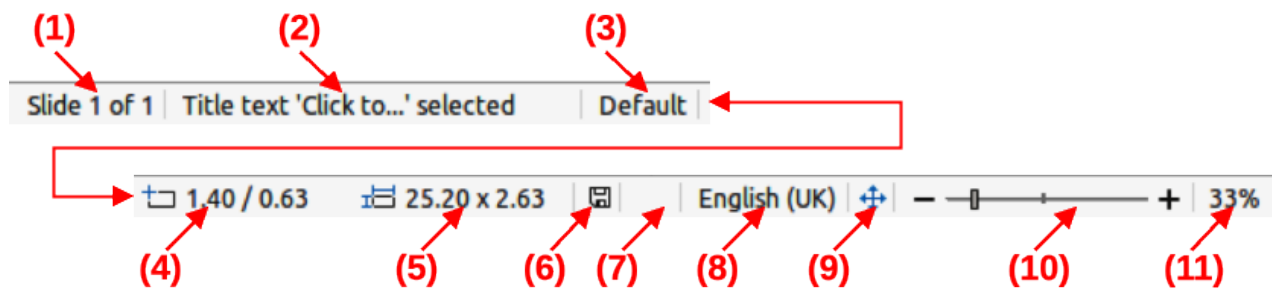 (1) (2) (3)
Slide 1 of 1 Title text 'Click to...' selected Default
1.40 / 0.63 25.20 x 2.63 English (UK) 33%
(4) (5) (6) (7) (8) (9) (10) (11)